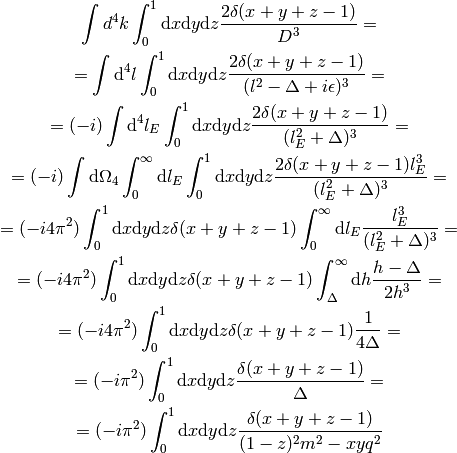 ∫ d⁴k ∫₀¹ dxdydz 2δ(x + y + z − 1) / D³ =
= ∫ d⁴l ∫₀¹ dxdydz 2δ(x + y + z − 1) / (l² − Δ + iϵ)³ =
= (−i) ∫ d⁴l_E ∫₀¹ dxdydz 2δ(x + y + z − 1) / (l_E² + Δ)³ =
= (−i) ∫ dΩ₄ ∫₀^∞ dl_E ∫₀¹ dxdydz 2δ(x + y + z − 1)l_E³ / (l_E² + Δ)³ =
= (−i4π²) ∫₀¹ dxdydzδ(x + y + z − 1) ∫₀^∞ dl_E l_E³ / (l_E² + Δ)³ =
= (−i4π²) ∫₀¹ dxdydzδ(x + y + z − 1) ∫_Δ^∞ dh (h − Δ) / 2h³ =
= (−i4π²) ∫₀¹ dxdydzδ(x + y + z − 1) 1 / 4Δ =
= (−iπ²) ∫₀¹ dxdydz δ(x + y + z − 1) / Δ =
= (−iπ²) ∫₀¹ dxdydz δ(x + y + z − 1) / ((1 − z)²m² − xyq²)